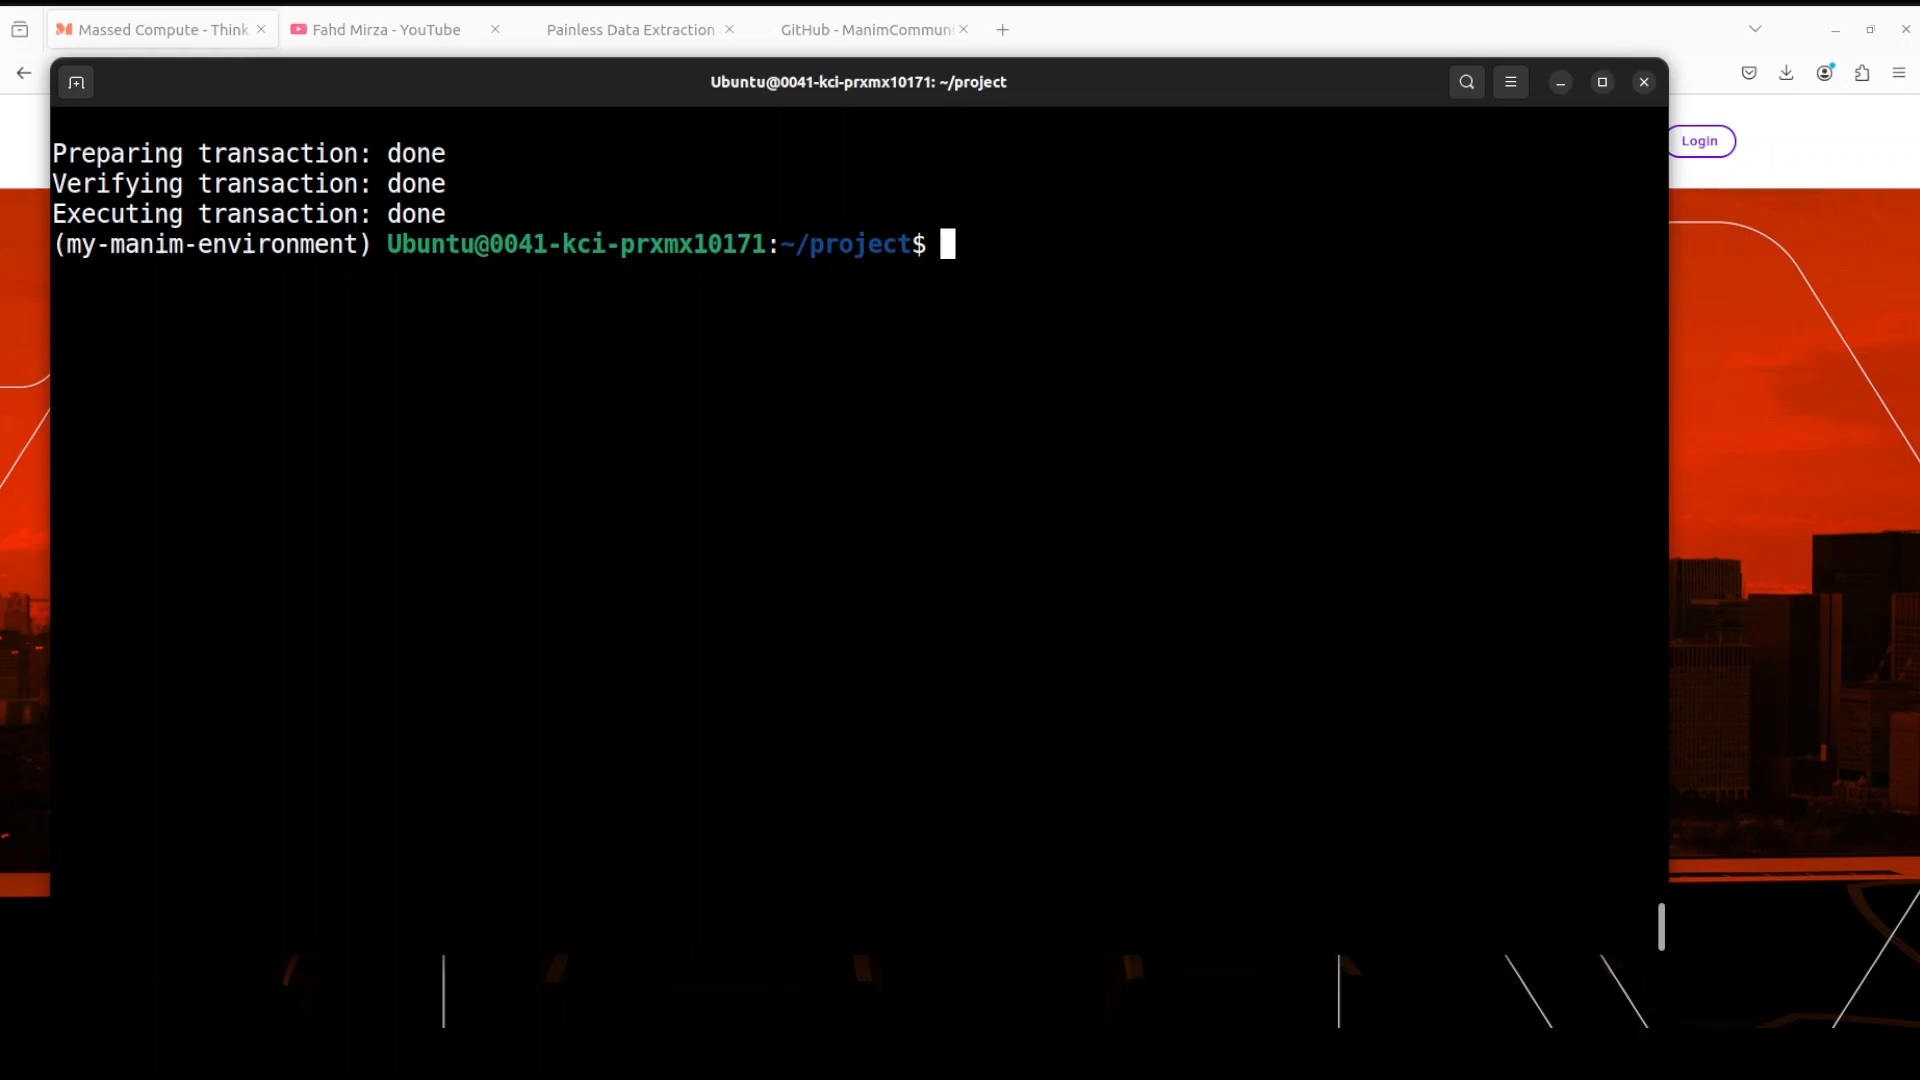 Massed Compute - Think
Fahd Mirza - YouTube
Painless Data Extraction
GitHub - ManimCommuni
Ubuntu@0041-kci-prxmx10171: ~/project
Login
Preparing transaction: done
Verifying transaction: done
Executing transaction: done
(my-manim-environment) Ubuntu@0041-kci-prxmx10171:~/project$